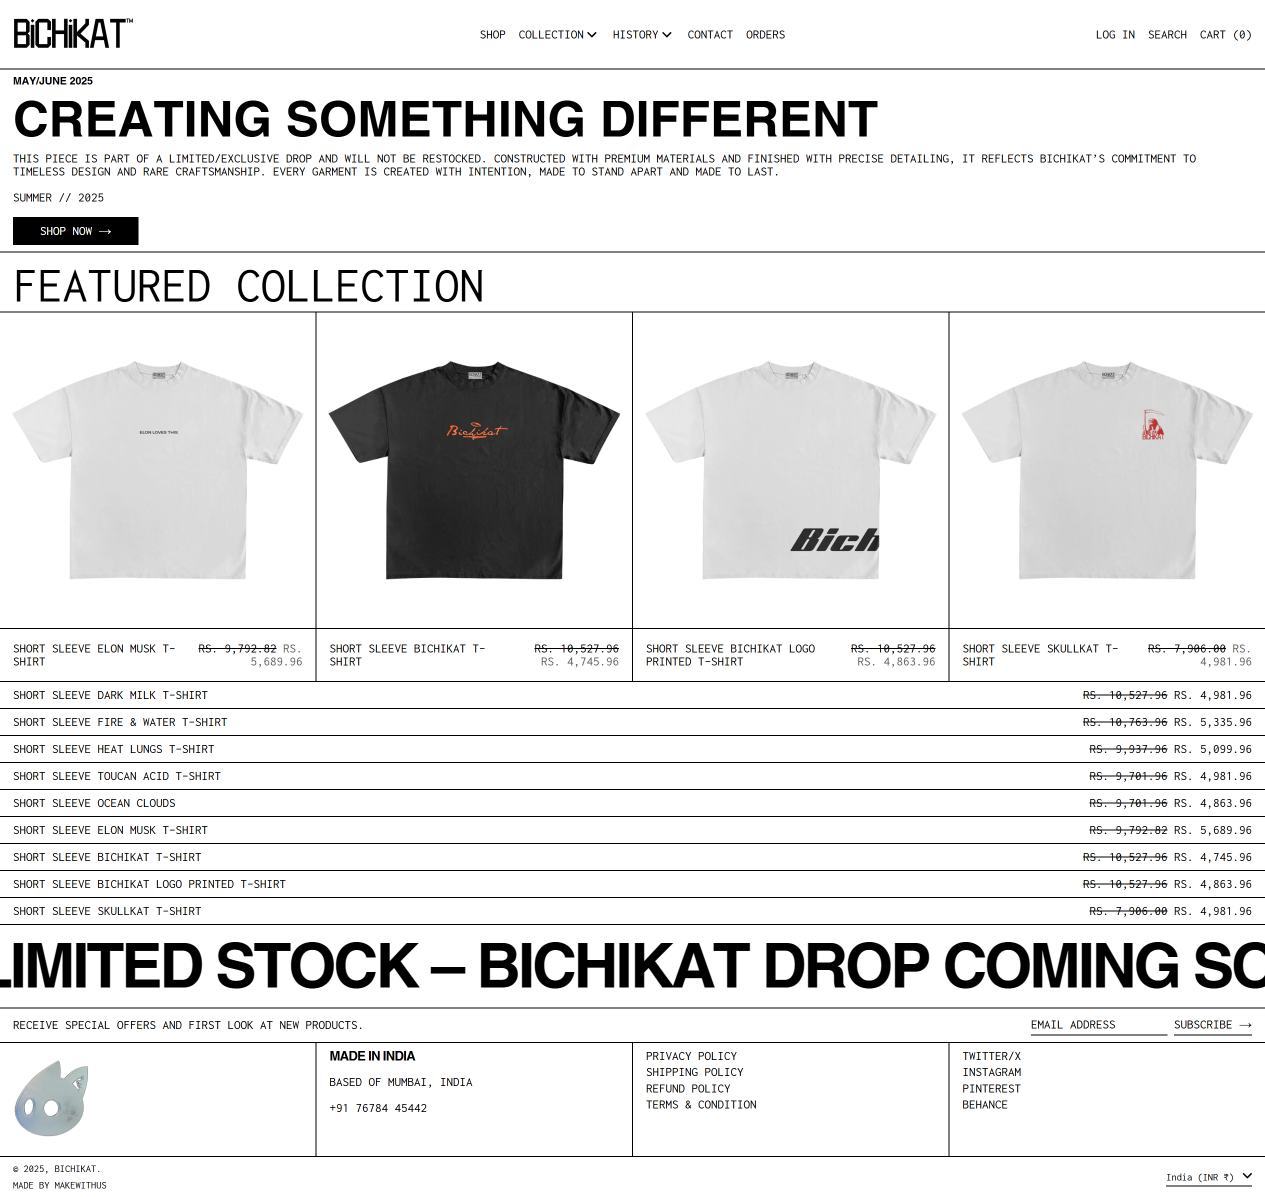 BiCHiKAT™
SHOP COLLECTION HISTORY CONTACT ORDERS
LOG IN SEARCH CART (0)
MAY/JUNE 2025
CREATING SOMETHING DIFFERENT
THIS PIECE IS PART OF A LIMITED/EXCLUSIVE DROP AND WILL NOT BE RESTOCKED. CONSTRUCTED WITH PREMIUM MATERIALS AND FINISHED WITH PRECISE DETAILING, IT REFLECTS BICHIKAT’S COMMITMENT TO
TIMELESS DESIGN AND RARE CRAFTSMANSHIP. EVERY GARMENT IS CREATED WITH INTENTION, MADE TO STAND APART AND MADE TO LAST.
SUMMER // 2025
SHOP NOW →
FEATURED COLLECTION
ELON LOVES THIS
Bichikat
Bich
BICHIKAT
SHORT SLEEVE ELON MUSK T-
SHIRT
RS. 9,792.82 RS.
5,689.96
SHORT SLEEVE BICHIKAT T-
SHIRT
RS. 10,527.96
RS. 4,745.96
SHORT SLEEVE BICHIKAT LOGO
PRINTED T-SHIRT
RS. 10,527.96
RS. 4,863.96
SHORT SLEEVE SKULLKAT T-
SHIRT
RS. 7,906.00 RS.
4,981.96
SHORT SLEEVE DARK MILK T-SHIRT RS. 10,527.96 RS. 4,981.96
SHORT SLEEVE FIRE & WATER T-SHIRT RS. 10,763.96 RS. 5,335.96
SHORT SLEEVE HEAT LUNGS T-SHIRT RS. 9,937.96 RS. 5,099.96
SHORT SLEEVE TOUCAN ACID T-SHIRT RS. 9,701.96 RS. 4,981.96
SHORT SLEEVE OCEAN CLOUDS RS. 9,701.96 RS. 4,863.96
SHORT SLEEVE ELON MUSK T-SHIRT RS. 9,792.82 RS. 5,689.96
SHORT SLEEVE BICHIKAT T-SHIRT RS. 10,527.96 RS. 4,745.96
SHORT SLEEVE BICHIKAT LOGO PRINTED T-SHIRT RS. 10,527.96 RS. 4,863.96
SHORT SLEEVE SKULLKAT T-SHIRT RS. 7,906.00 RS. 4,981.96
LIMITED STOCK – BICHIKAT DROP COMING SO
RECEIVE SPECIAL OFFERS AND FIRST LOOK AT NEW PRODUCTS.
EMAIL ADDRESS SUBSCRIBE →
MADE IN INDIA
BASED OF MUMBAI, INDIA
+91 76784 45442
PRIVACY POLICY
SHIPPING POLICY
REFUND POLICY
TERMS & CONDITION
TWITTER/X
INSTAGRAM
PINTEREST
BEHANCE
© 2025, BICHIKAT.
MADE BY MAKEWITHUS
India (INR ₹)